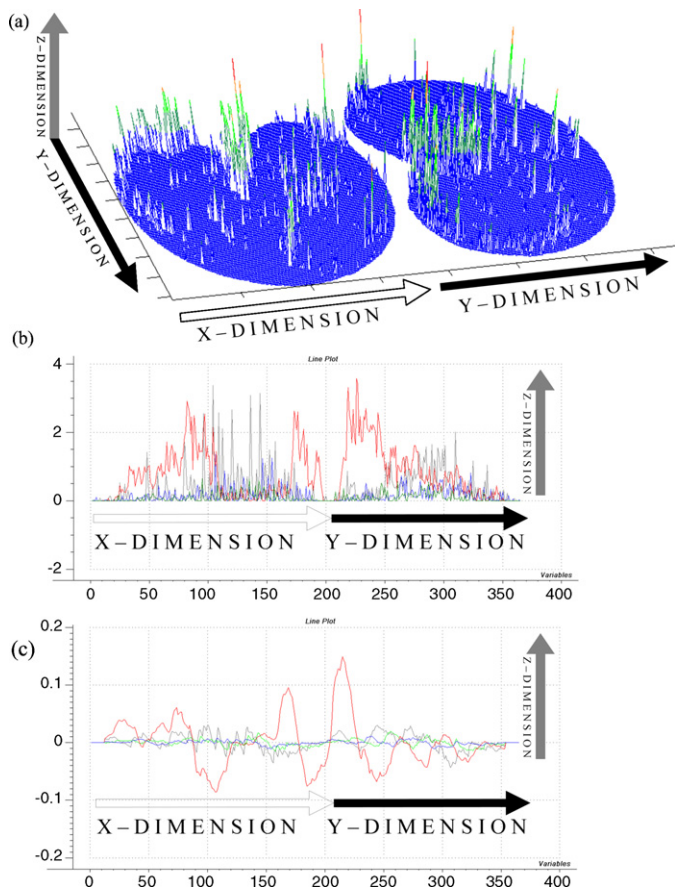 (a)
Z-DIMENSION
Y-DIMENSION
X-DIMENSION
Y-DIMENSION
(b)
Line Plot
4
2
0
-2
Z-DIMENSION
X-DIMENSION
Y-DIMENSION
Variables
0 50 100 150 200 250 300 350 400
(c)
Line Plot
0.2
0.1
0
-0.1
-0.2
Z-DIMENSION
X-DIMENSION
Y-DIMENSION
Variables
0 50 100 150 200 250 300 350 400